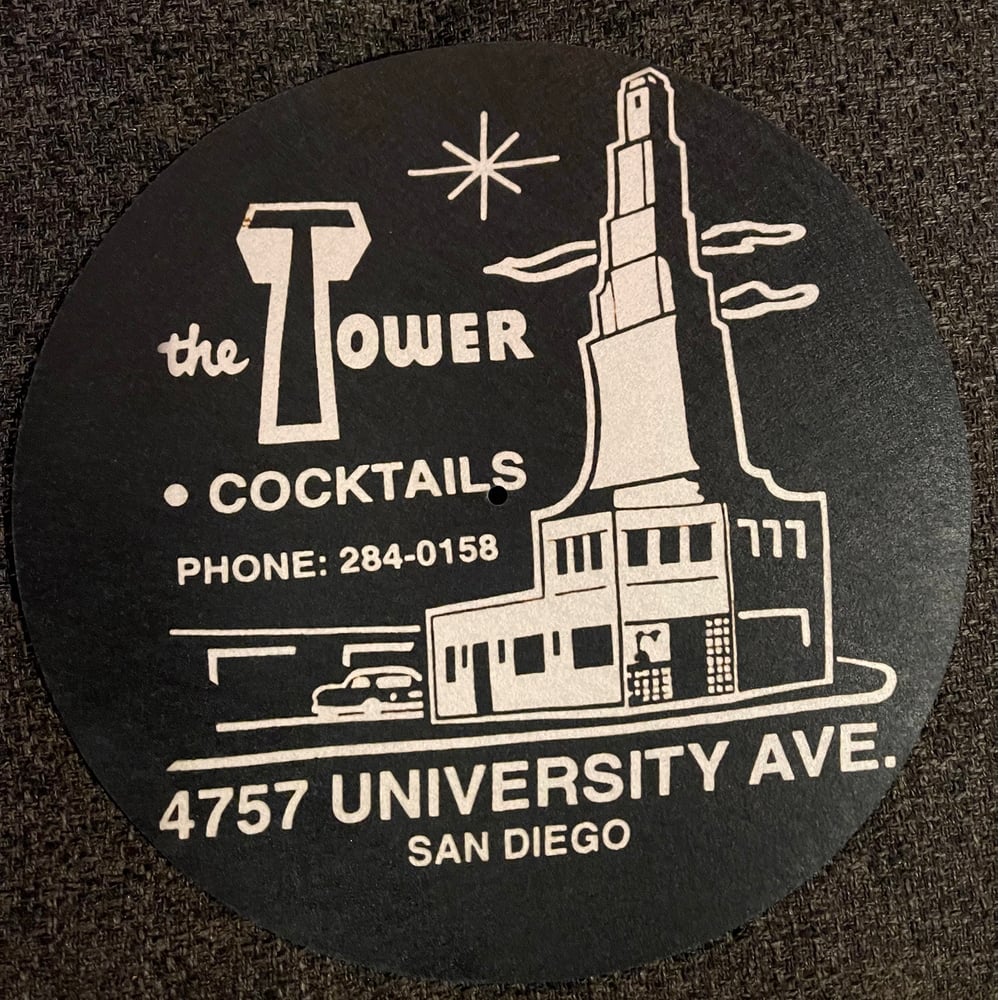 the Tower
• COCKTAILS
PHONE: 284-0158
4757 UNIVERSITY AVE.
SAN DIEGO